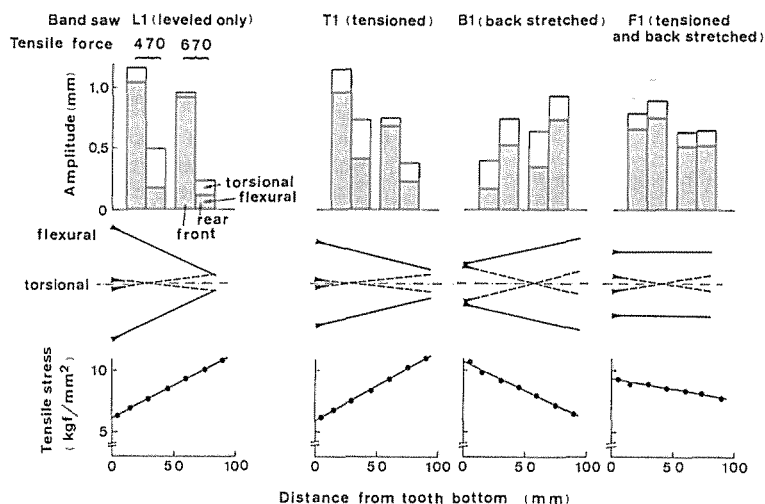 Band saw L1 (leveled only) T1 (tensioned) B1 (back stretched) F1 (tensioned
Tensile force 470 670 and back stretched)
Amplitude (mm)
1,0
0,5
0
torsional
flexural
rear
front
flexural
torsional
Tensile stress
(kgf/mm²)
10
5
0 50 100 0 50 100 0 50 100 0 50 100
Distance from tooth bottom (mm)